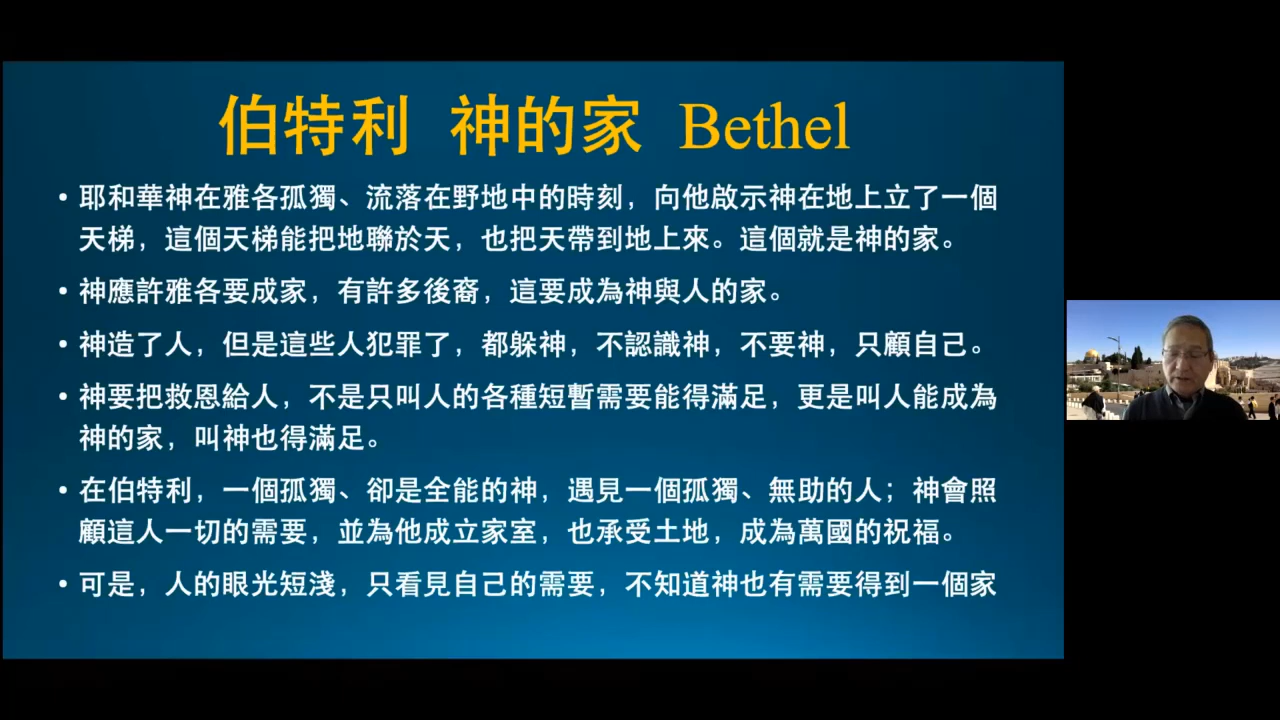 伯特利 神的家 Bethel
• 耶和華神在雅各孤獨、流落在野地中的時刻，向他啟示神在地上立了一個
天梯，這個天梯能把地聯於天，也把天帶到地上來。這個就是神的家。
• 神應許雅各要成家，有許多後裔，這要成為神與人的家。
• 神造了人，但是這些人犯罪了，都躲神，不認識神，不要神，只顧自己。
• 神要把救恩給人，不是只叫人的各種短暫需要能得滿足，更是叫人能成為
神的家，叫神也得滿足。
• 在伯特利，一個孤獨、卻是全能的神，遇見一個孤獨、無助的人；神會照
顧這人一切的需要，並為他成立家室，也承受土地，成為萬國的祝福。
• 可是，人的眼光短淺，只看見自己的需要，不知道神也有需要得到一個家